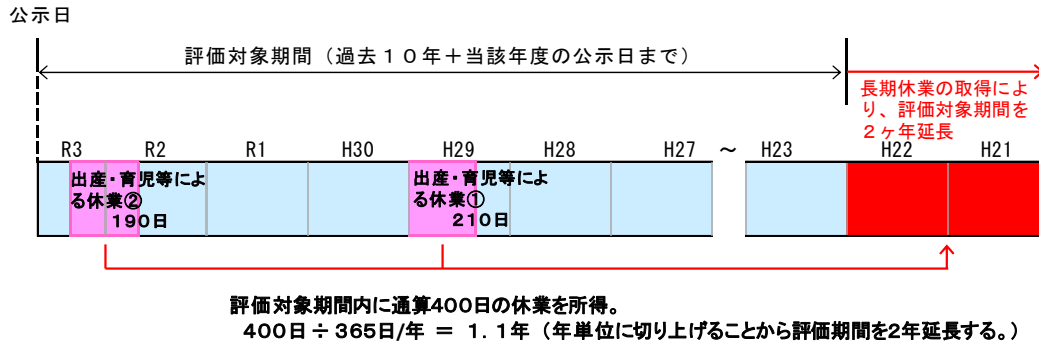 公示日
評価対象期間（過去１０年＋当該年度の公示日まで）
長期休業の取得によ
り、評価対象期間を
２ヶ年延長
R3 R2 R1 H30 H29 H28 H27 ～ H23 H22 H21
出産・育児等によ
る休業②
190日
出産・育児等によ
る休業①
210日
評価対象期間内に通算400日の休業を所得。
400日÷365日/年 ＝ １．１年（年単位に切り上げることから評価期間を2年延長する。）